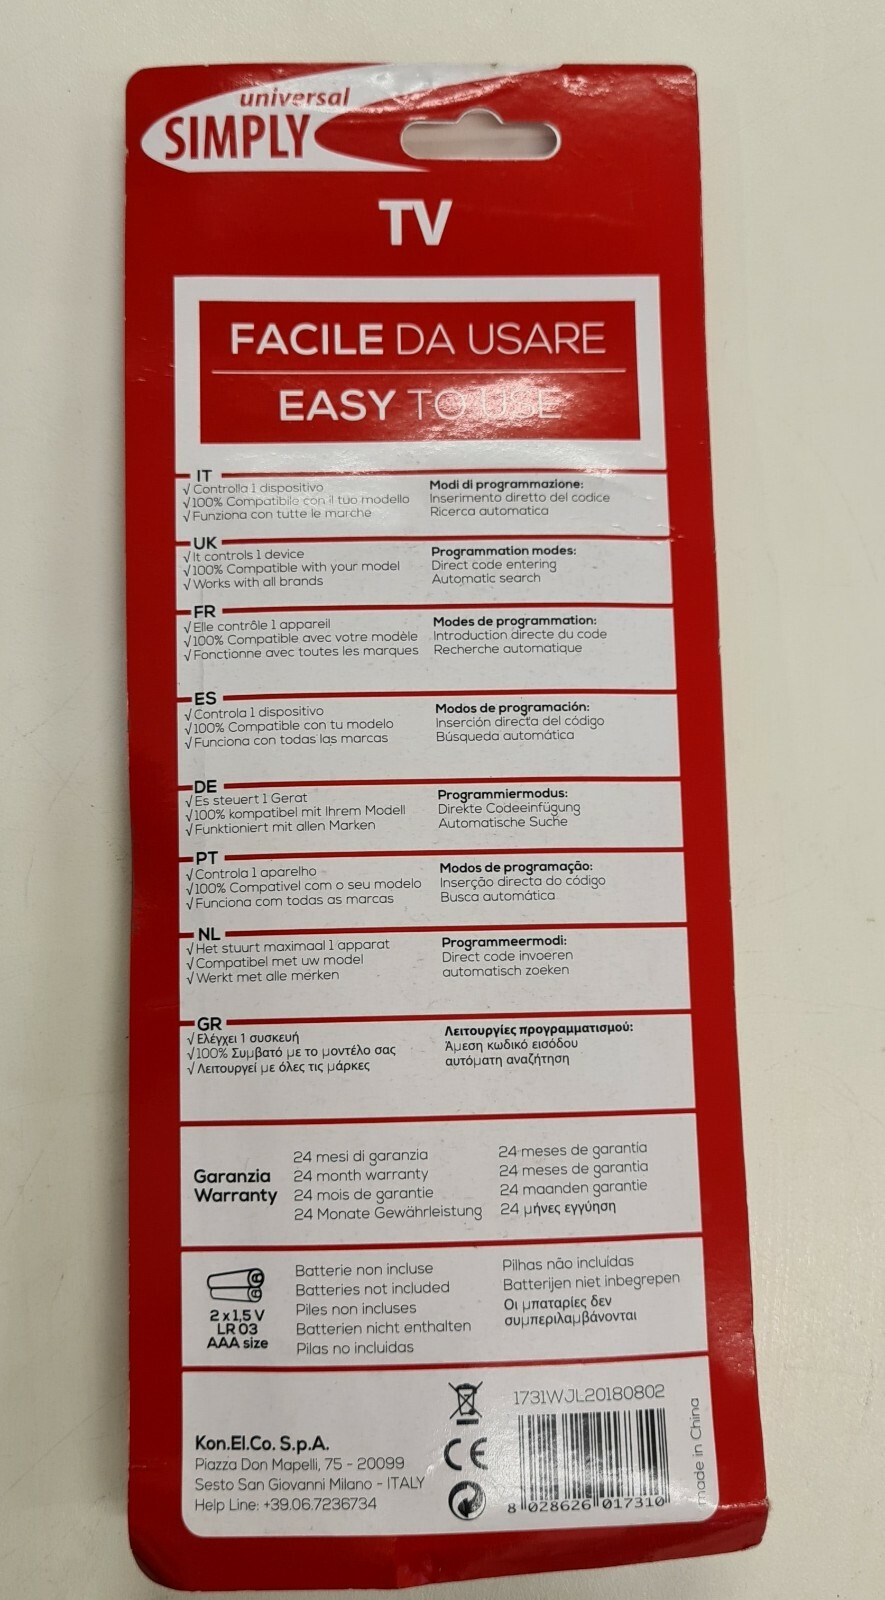 universal
SIMPLY
TV
FACILE DA USARE
EASY TO USE
IT
√ Controlla 1 dispositivo
√ 100% Compatibile con il tuo modello
√ Funziona con tutte le marche
Modi di programmazione:
Inserimento diretto del codice
Ricerca automatica
UK
√ It controls 1 device
√ 100% Compatible with your model
√ Works with all brands
Programmation modes:
Direct code entering
Automatic search
FR
√ Elle contrôle 1 appareil
√ 100% Compatible avec votre modèle
√ Fonctionne avec toutes les marques
Modes de programmation:
Introduction directe du code
Recherche automatique
ES
√ Controla 1 dispositivo
√ 100% Compatible con tu modelo
√ Funciona con todas las marcas
Modos de programación:
Inserción directa del código
Búsqueda automática
DE
√ Es steuert 1 Gerat
√ 100% kompatibel mit Ihrem Modell
√ Funktioniert mit allen Marken
Programmiermodus:
Direkte Codeeinfügung
Automatische Suche
PT
√ Controla 1 aparelho
√ 100% Compativel com o seu modelo
√ Funciona com todas as marcas
Modos de programação:
Inserção directa do código
Busca automática
NL
√ Het stuurt maximaal 1 apparat
√ Compatibel met uw model
√ Werkt met alle merken
Programmeermodi:
Direct code invoeren
automatisch zoeken
GR
√ Ελέγχει 1 συσκευή
√ 100% Συμβατό με το μοντέλο σας
√ Λειτουργεί με όλες τις μάρκες
Λειτουργίες προγραμματισμού:
Άμεση κωδικό εισόδου
αυτόματη αναζήτηση
Garanzia
Warranty
24 mesi di garanzia
24 month warranty
24 mois de garantie
24 Monate Gewährleistung
24 meses de garantia
24 meses de garantia
24 maanden garantie
24 μήνες εγγύηση
2 x 1,5 V
LR 03
AAA size
Batterie non incluse
Batteries not included
Piles non incluses
Batterien nicht enthalten
Pilas no incluidas
Pilhas não incluídas
Batterijen niet inbegrepen
Οι μπαταρίες δεν
συμπεριλαμβάνονται
Kon.El.Co. S.p.A.
Piazza Don Mapelli, 75 - 20099
Sesto San Giovanni Milano - ITALY
Help Line: +39.06.7236734
CE
1731WJL20180802
8 028626 017310
made in China